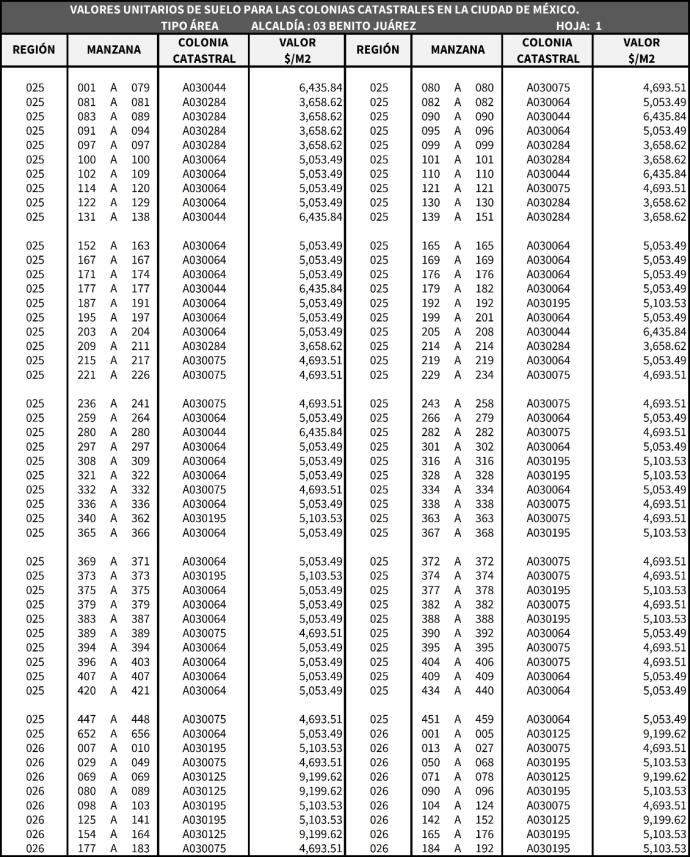 VALORES UNITARIOS DE SUELO PARA LAS COLONIAS CATASTRALES EN LA CIUDAD DE MÉXICO.
TIPO ÁREA ALCALDÍA : 03 BENITO JUÁREZ HOJA: 1
REGIÓN MANZANA COLONIA CATASTRAL VALOR $/M2 REGIÓN MANZANA COLONIA CATASTRAL VALOR $/M2
025 001 A 079 A030044 6,435.84 025 080 A 080 A030075 4,693.51
025 081 A 081 A030284 3,658.62 025 082 A 082 A030064 5,053.49
025 083 A 089 A030284 3,658.62 025 090 A 090 A030044 6,435.84
025 091 A 094 A030284 3,658.62 025 095 A 096 A030064 5,053.49
025 097 A 097 A030284 3,658.62 025 099 A 099 A030284 3,658.62
025 100 A 100 A030064 5,053.49 025 101 A 101 A030284 3,658.62
025 102 A 109 A030064 5,053.49 025 110 A 110 A030044 6,435.84
025 114 A 120 A030064 5,053.49 025 121 A 121 A030075 4,693.51
025 122 A 129 A030064 5,053.49 025 130 A 130 A030284 3,658.62
025 131 A 138 A030044 6,435.84 025 139 A 151 A030284 3,658.62
025 152 A 163 A030064 5,053.49 025 165 A 165 A030064 5,053.49
025 167 A 167 A030064 5,053.49 025 169 A 169 A030064 5,053.49
025 171 A 174 A030064 5,053.49 025 176 A 176 A030064 5,053.49
025 177 A 177 A030044 6,435.84 025 179 A 182 A030064 5,053.49
025 187 A 191 A030064 5,053.49 025 192 A 192 A030195 5,103.53
025 195 A 197 A030064 5,053.49 025 199 A 201 A030064 5,053.49
025 203 A 204 A030064 5,053.49 025 205 A 208 A030044 6,435.84
025 209 A 211 A030284 3,658.62 025 214 A 214 A030284 3,658.62
025 215 A 217 A030075 4,693.51 025 219 A 219 A030064 5,053.49
025 221 A 226 A030075 4,693.51 025 229 A 234 A030075 4,693.51
025 236 A 241 A030075 4,693.51 025 243 A 258 A030075 4,693.51
025 259 A 264 A030064 5,053.49 025 266 A 279 A030064 5,053.49
025 280 A 280 A030044 6,435.84 025 282 A 282 A030075 4,693.51
025 297 A 297 A030064 5,053.49 025 301 A 302 A030064 5,053.49
025 308 A 309 A030064 5,053.49 025 316 A 316 A030195 5,103.53
025 321 A 322 A030064 5,053.49 025 328 A 328 A030195 5,103.53
025 332 A 332 A030075 4,693.51 025 334 A 334 A030064 5,053.49
025 336 A 336 A030064 5,053.49 025 338 A 338 A030075 4,693.51
025 340 A 362 A030195 5,103.53 025 363 A 363 A030075 4,693.51
025 365 A 366 A030064 5,053.49 025 367 A 368 A030195 5,103.53
025 369 A 371 A030064 5,053.49 025 372 A 372 A030075 4,693.51
025 373 A 373 A030195 5,103.53 025 374 A 374 A030075 4,693.51
025 375 A 375 A030064 5,053.49 025 377 A 378 A030195 5,103.53
025 379 A 379 A030064 5,053.49 025 382 A 382 A030075 4,693.51
025 383 A 387 A030064 5,053.49 025 388 A 388 A030195 5,103.53
025 389 A 389 A030075 4,693.51 025 390 A 392 A030064 5,053.49
025 394 A 394 A030064 5,053.49 025 395 A 395 A030075 4,693.51
025 396 A 403 A030064 5,053.49 025 404 A 406 A030075 4,693.51
025 407 A 407 A030064 5,053.49 025 409 A 409 A030064 5,053.49
025 420 A 421 A030064 5,053.49 025 434 A 440 A030064 5,053.49
025 447 A 448 A030075 4,693.51 025 451 A 459 A030064 5,053.49
025 652 A 656 A030064 5,053.49 026 001 A 005 A030125 9,199.62
026 007 A 010 A030195 5,103.53 026 013 A 027 A030075 4,693.51
026 029 A 049 A030075 4,693.51 026 050 A 068 A030195 5,103.53
026 069 A 069 A030125 9,199.62 026 071 A 078 A030125 9,199.62
026 080 A 089 A030125 9,199.62 026 090 A 096 A030195 5,103.53
026 098 A 103 A030195 5,103.53 026 104 A 124 A030075 4,693.51
026 125 A 141 A030195 5,103.53 026 142 A 152 A030125 9,199.62
026 154 A 164 A030125 9,199.62 026 165 A 176 A030195 5,103.53
026 177 A 183 A030075 4,693.51 026 184 A 192 A030195 5,103.53